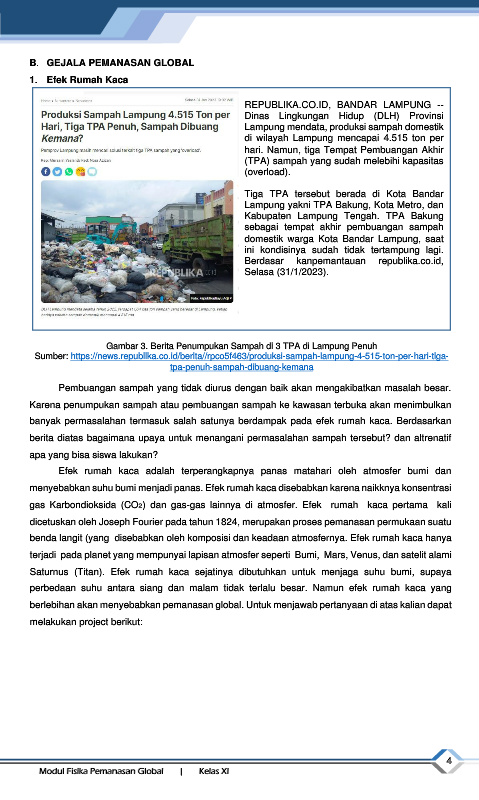 B. GEJALA PEMANASAN GLOBAL
1. Efek Rumah Kaca
Produksi Sampah Lampung 4.515 Ton per
Hari, Tiga TPA Penuh, Sampah Dibuang
Kemana?
REPUBLIKA
REPUBLIKA.CO.ID, BANDAR LAMPUNG --
Dinas Lingkungan Hidup (DLH) Provinsi
Lampung mendata, produksi sampah domestik
di wilayah Lampung mencapai 4.515 ton per
hari. Namun, tiga Tempat Pembuangan Akhir
(TPA) sampah yang sudah melebihi kapasitas
(overload).
Tiga TPA tersebut berada di Kota Bandar
Lampung yakni TPA Bakung, Kota Metro, dan
Kabupaten Lampung Tengah. TPA Bakung
sebagai tempat akhir pembuangan sampah
domestik warga Kota Bandar Lampung, saat
ini kondisinya sudah tidak tertampung lagi.
Berdasar kanpemantauan republika.co.id,
Selasa (31/1/2023).
Gambar 3. Berita Penumpukan Sampah di 3 TPA di Lampung Penuh
Sumber: https://news.republika.co.id/berita//rpco5f463/produksi-sampah-lampung-4-515-ton-per-hari-tiga-
tpa-penuh-sampah-dibuang-kemana
Pembuangan sampah yang tidak diurus dengan baik akan mengakibatkan masalah besar.
Karena penumpukan sampah atau pembuangan sampah ke kawasan terbuka akan menimbulkan
banyak permasalahan termasuk salah satunya berdampak pada efek rumah kaca. Berdasarkan
berita diatas bagaimana upaya untuk menangani permasalahan sampah tersebut? dan altrenatif
apa yang bisa siswa lakukan?
Efek rumah kaca adalah terperangkapnya panas matahari oleh atmosfer bumi dan
menyebabkan suhu bumi menjadi panas. Efek rumah kaca disebabkan karena naikknya konsentrasi
gas Karbondioksida (CO₂) dan gas-gas lainnya di atmosfer. Efek rumah kaca pertama kali
dicetuskan oleh Joseph Fourier pada tahun 1824, merupakan proses pemanasan permukaan suatu
benda langit (yang disebabkan oleh komposisi dan keadaan atmosfernya. Efek rumah kaca hanya
terjadi pada planet yang mempunyai lapisan atmosfer seperti Bumi, Mars, Venus, dan satelit alami
Saturnus (Titan). Efek rumah kaca sejatinya dibutuhkan untuk menjaga suhu bumi, supaya
perbedaan suhu antara siang dan malam tidak terlalu besar. Namun efek rumah kaca yang
berlebihan akan menyebabkan pemanasan global. Untuk menjawab pertanyaan di atas kalian dapat
melakukan project berikut:
4
Modul Fisika Pemanasan Global | Kelas XI